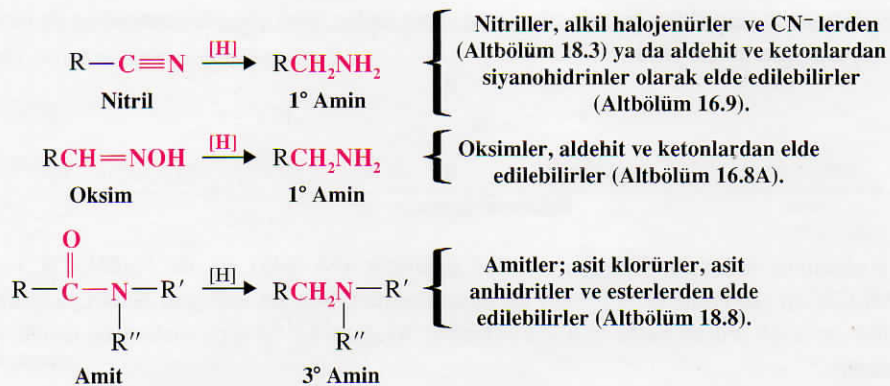 Nitriller, alkil halojenürler ve CN⁻ lerden
(Altbölüm 18.3) ya da aldehit ve ketonlardan
siyanohidrinler olarak elde edilebilirler
(Altbölüm 16.9).
R—C≡N [H] RCH₂NH₂
Nitril 1° Amin
Oksimler, aldehit ve ketonlardan elde
edilebilirler (Altbölüm 16.8A).
RCH=NOH [H] RCH₂NH₂
Oksim 1° Amin
O
R—C—N—R' [H] RCH₂N—R'
R'' R''
Amit 3° Amin
Amitler; asit klorürler, asit
anhidritler ve esterlerden elde
edilebilirler (Altbölüm 18.8).